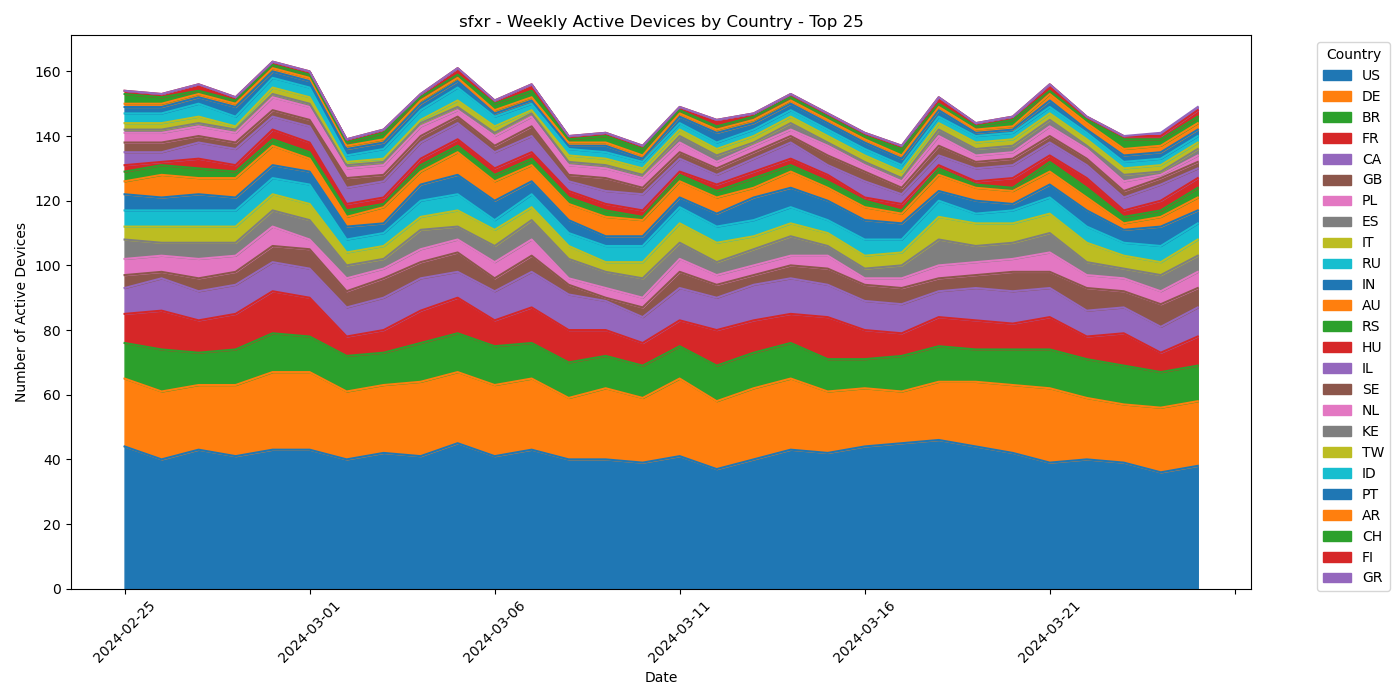 sfxr - Weekly Active Devices by Country - Top 25
Number of Active Devices
160
140
120
100
80
60
40
20
0
2024-02-25
2024-03-01
2024-03-06
2024-03-11
2024-03-16
2024-03-21
Date
Country
US
DE
BR
FR
CA
GB
PL
ES
IT
RU
IN
AU
RS
HU
IL
SE
NL
KE
TW
ID
PT
AR
CH
FI
GR